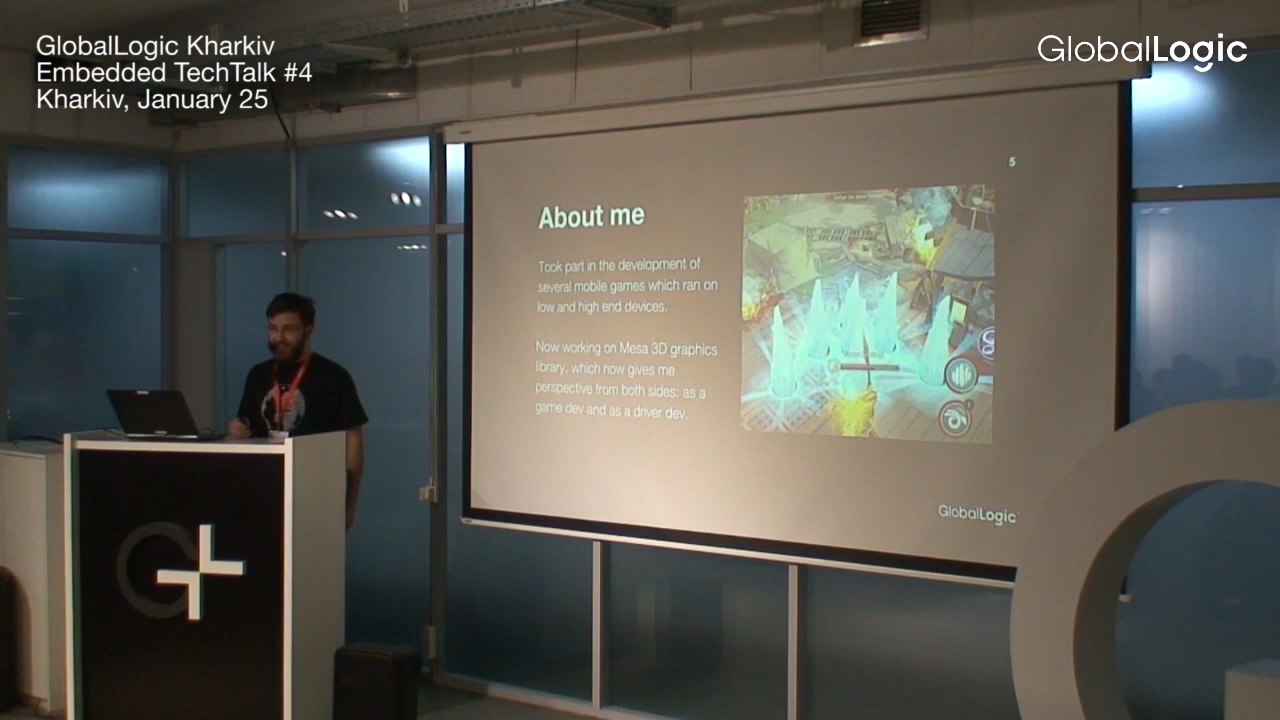 GlobalLogic Kharkiv
Embedded TechTalk #4
Kharkiv, January 25
GlobalLogic
5
About me
Took part in the development of
several mobile games which ran on
low and high end devices.
Now working on Mesa 3D graphics
library, which now gives me
perspective from both sides: as a
game dev and as a driver dev.
GlobalLogic